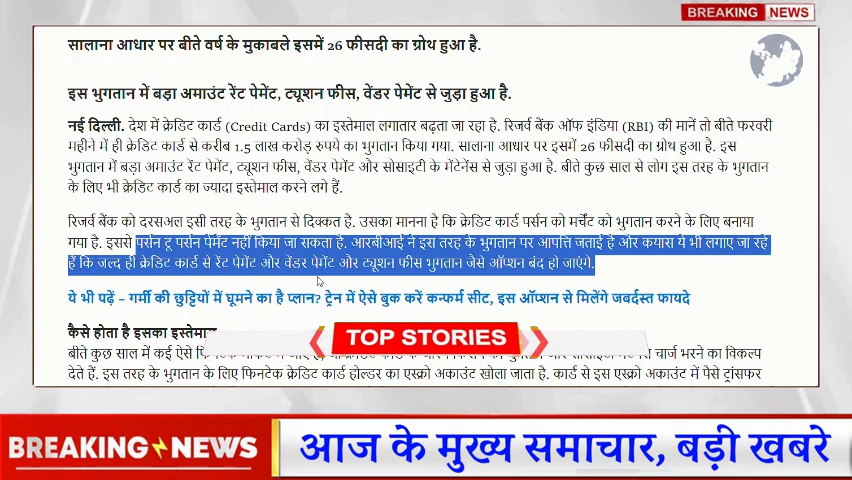 BREAKING NEWS
सालाना आधार पर बीते वर्ष के मुकाबले इसमें 26 फीसदी का ग्रोथ हुआ है.
इस भुगतान में बड़ा अमाउंट रेंट पेमेंट, ट्यूशन फीस, वेंडर पेमेंट से जुड़ा हुआ है.
नई दिल्ली. देश में क्रेडिट कार्ड (Credit Cards) का इस्तेमाल लगातार बढ़ता जा रहा है. रिजर्व बैंक ऑफ इंडिया (RBI) की मानें तो बीते फरवरी
महीने में ही क्रेडिट कार्ड से करीब 1.5 लाख करोड़ रुपये का भुगतान किया गया. सालाना आधार पर इसमें 26 फीसदी का ग्रोथ हुआ है. इस
भुगतान में बड़ा अमाउंट रेंट पेमेंट, ट्यूशन फीस, वेंडर पेमेंट और सोसाइटी के मेंटेनेंस से जुड़ा हुआ है. बीते कुछ साल से लोग इस तरह के भुगतान
के लिए भी क्रेडिट कार्ड का ज्यादा इस्तेमाल करने लगे हैं.
रिजर्व बैंक को दरअसल इसी तरह के भुगतान से दिक्कत है. उसका मानना है कि क्रेडिट कार्ड पर्सन को मर्चेंट को भुगतान करने के लिए बनाया
गया है. इससे पर्सन टू पर्सन पेमेंट नहीं किया जा सकता है. आरबीआई ने इस तरह के भुगतान पर आपत्ति जताई है और कयास ये भी लगाए जा रहे
हैं कि जल्द ही क्रेडिट कार्ड से रेंट पेमेंट और वेंडर पेमेंट और ट्यूशन फीस भुगतान जैसे ऑप्शन बंद हो जाएंगे.
ये भी पढ़ें – गर्मी की छुट्टियों में घूमने का है प्लान? ट्रेन में ऐसे बुक करें कन्फर्म सीट, इस ऑप्शन से मिलेंगे जबर्दस्त फायदे
कैसे होता है इसका इस्तेमाल
TOP STORIES
बीते कुछ साल में कई ऐसे चार्ज भरने का विकल्प
देते हैं. इस तरह के भुगतान के लिए फिनटेक क्रेडिट कार्ड होल्डर का एस्क्रो अकाउंट खोला जाता है. कार्ड से इस एस्क्रो अकाउंट में पैसे ट्रांसफर
BREAKING NEWS आज के मुख्य समाचार, बड़ी खबरे